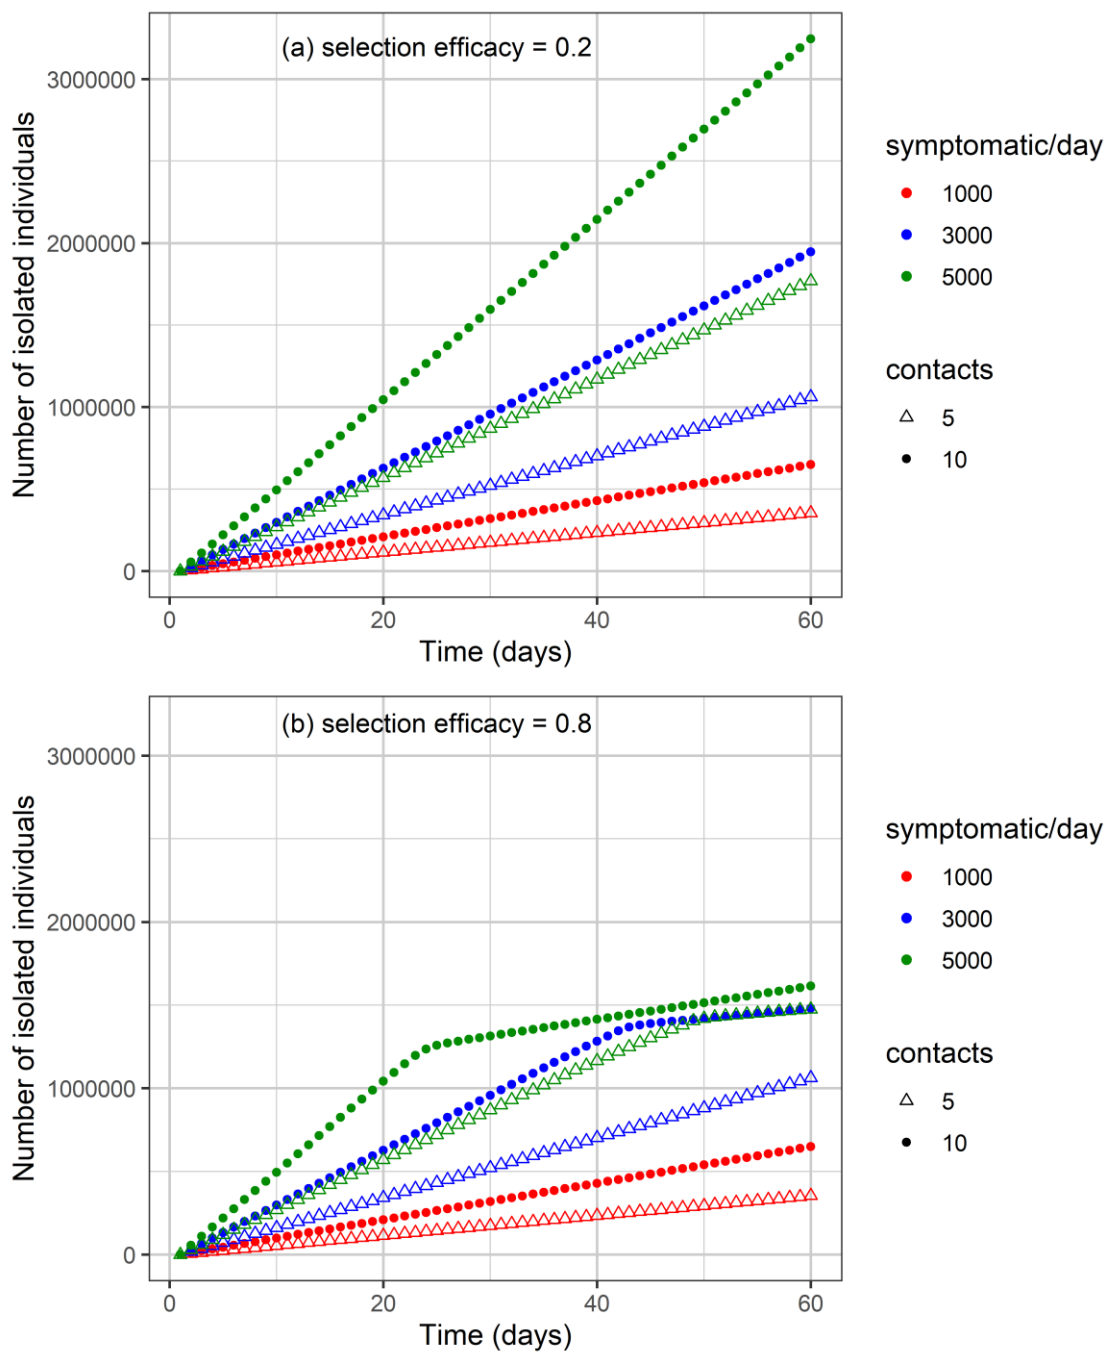 (a) selection efficacy = 0.2
Number of isolated individuals
3000000
2000000
1000000
0
0 20 40 60
Time (days)
symptomatic/day
1000
3000
5000
contacts
5
10
(b) selection efficacy = 0.8
Number of isolated individuals
3000000
2000000
1000000
0
0 20 40 60
Time (days)
symptomatic/day
1000
3000
5000
contacts
5
10